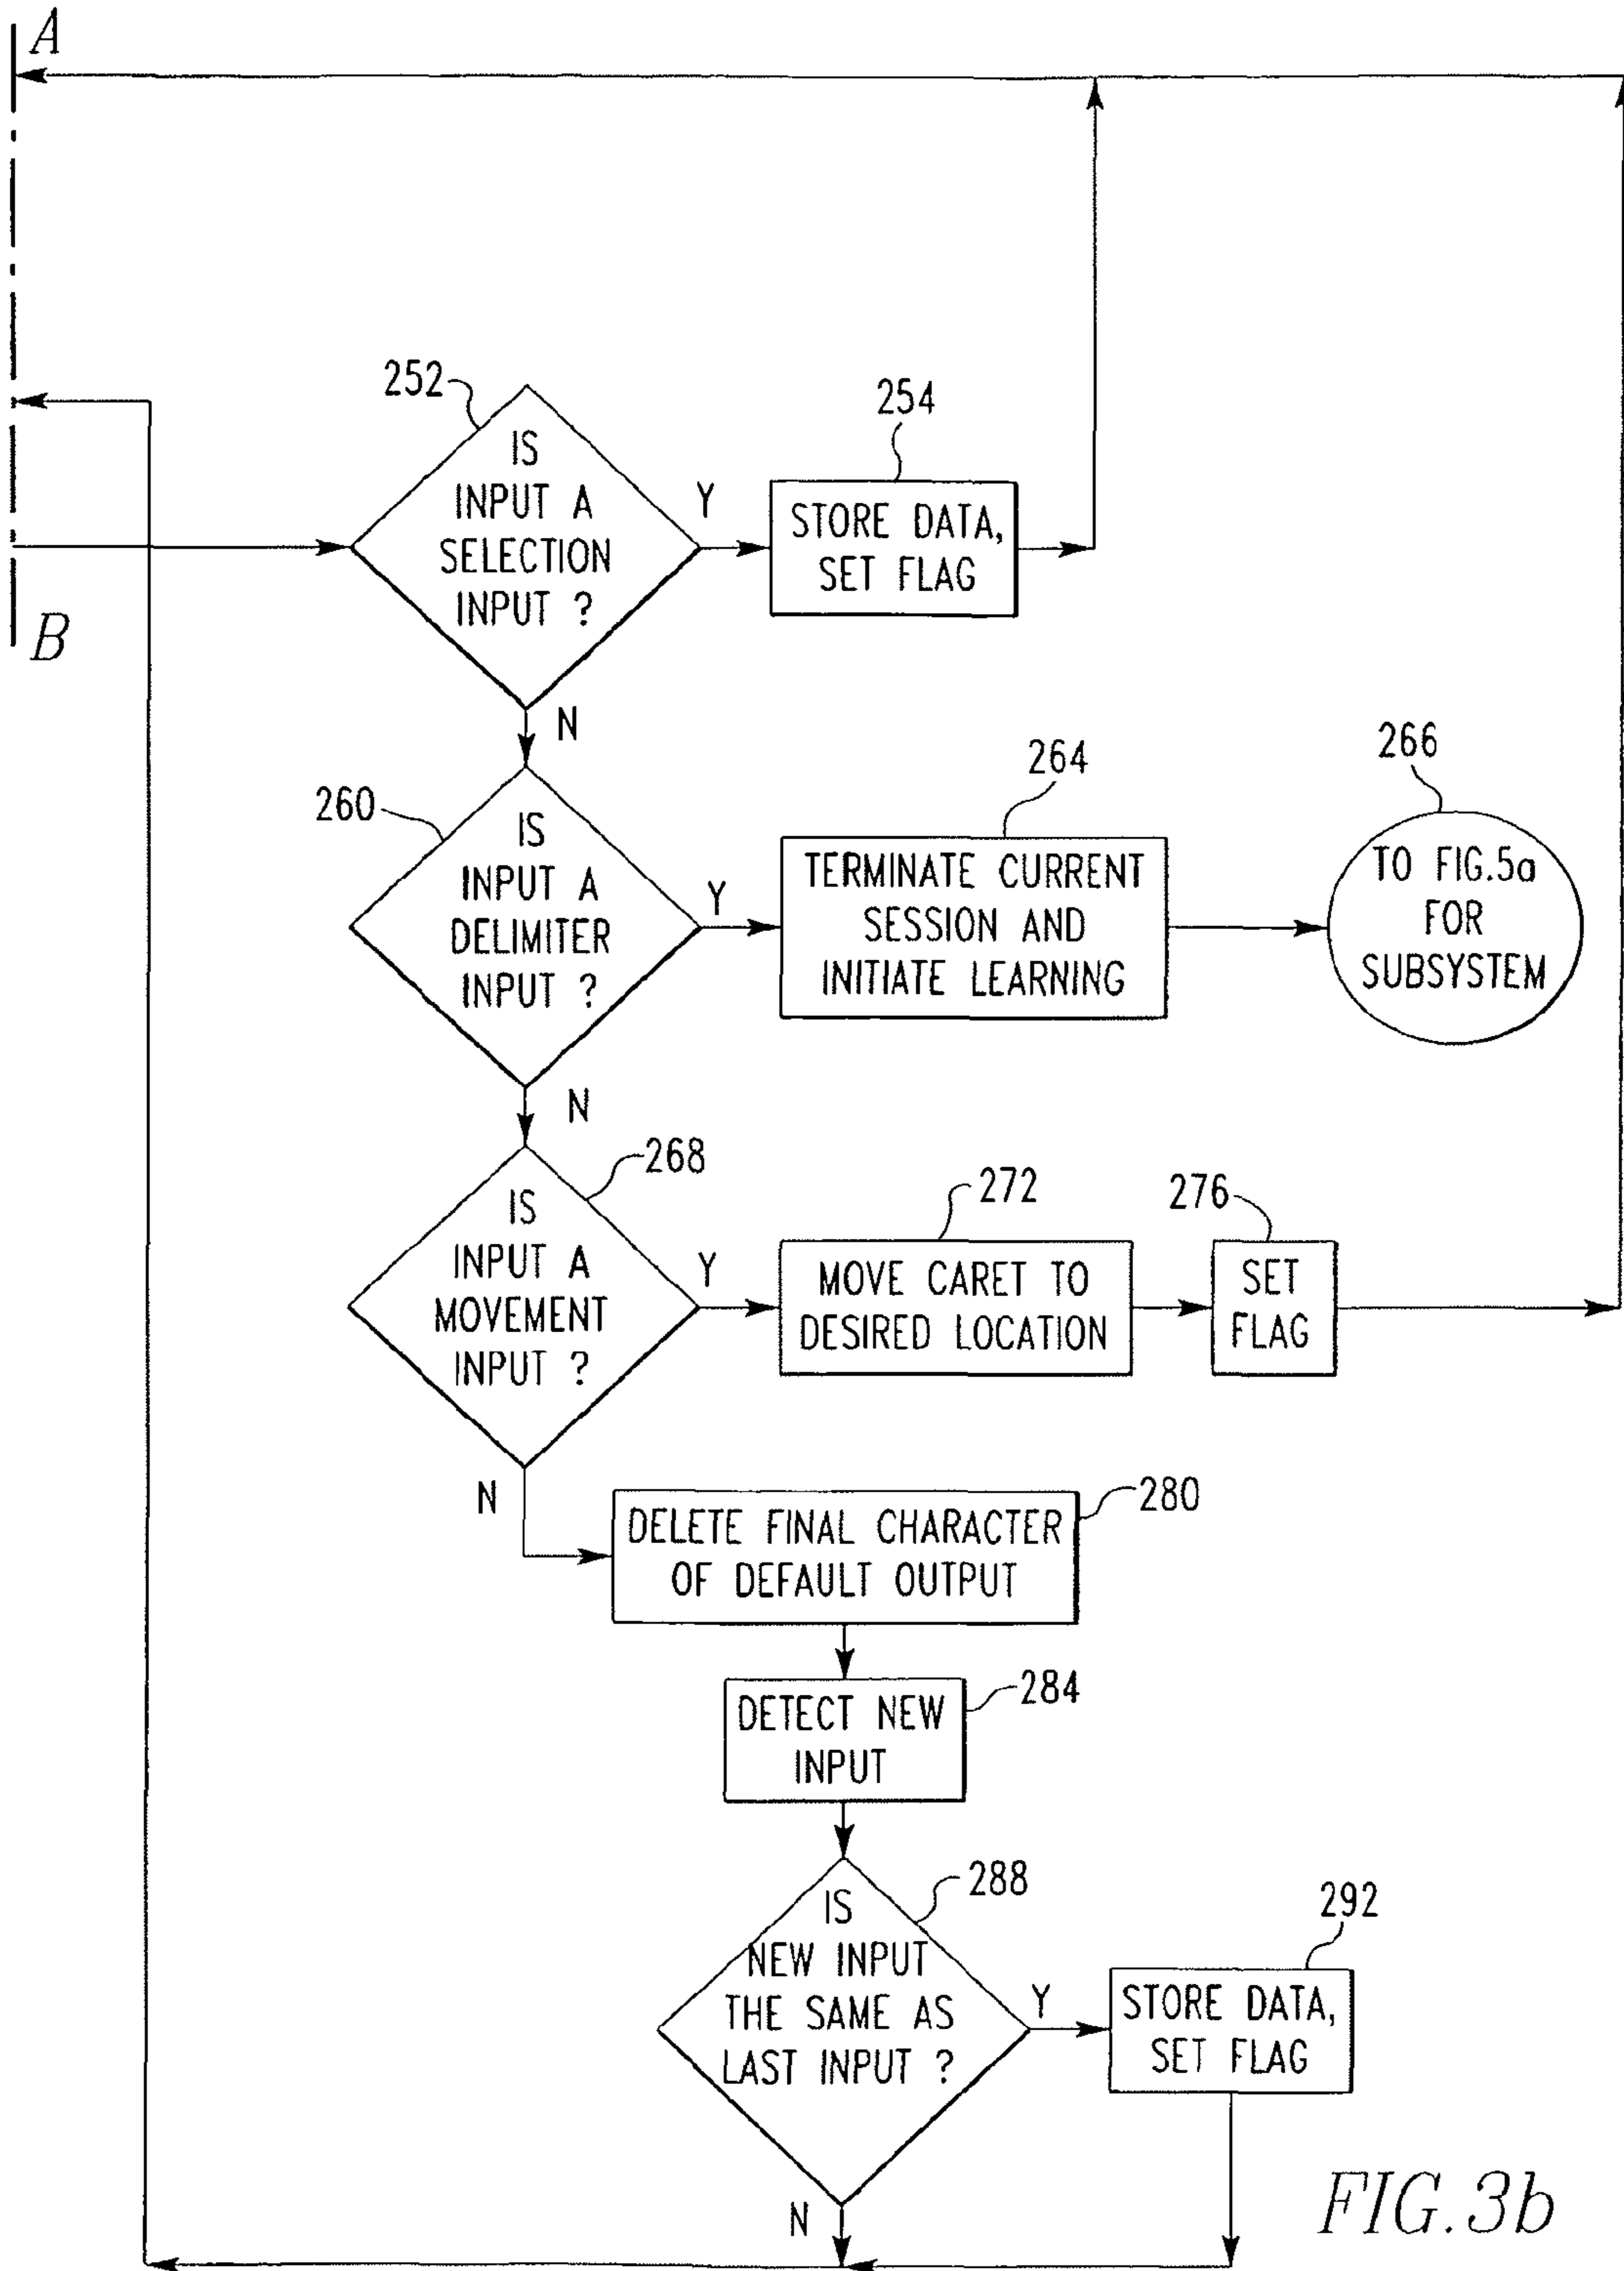 A
252
IS
INPUT A
SELECTION
INPUT ?
Y
254
STORE DATA,
SET FLAG
B
N
260
IS
INPUT A
DELIMITER
INPUT ?
Y
264
TERMINATE CURRENT
SESSION AND
INITIATE LEARNING
266
TO FIG.5a
FOR
SUBSYSTEM
N
268
IS
INPUT A
MOVEMENT
INPUT ?
Y
272
MOVE CARET TO
DESIRED LOCATION
276
SET
FLAG
N
280
DELETE FINAL CHARACTER
OF DEFAULT OUTPUT
284
DETECT NEW
INPUT
288
IS
NEW INPUT
THE SAME AS
LAST INPUT ?
Y
292
STORE DATA,
SET FLAG
N
FIG.3b